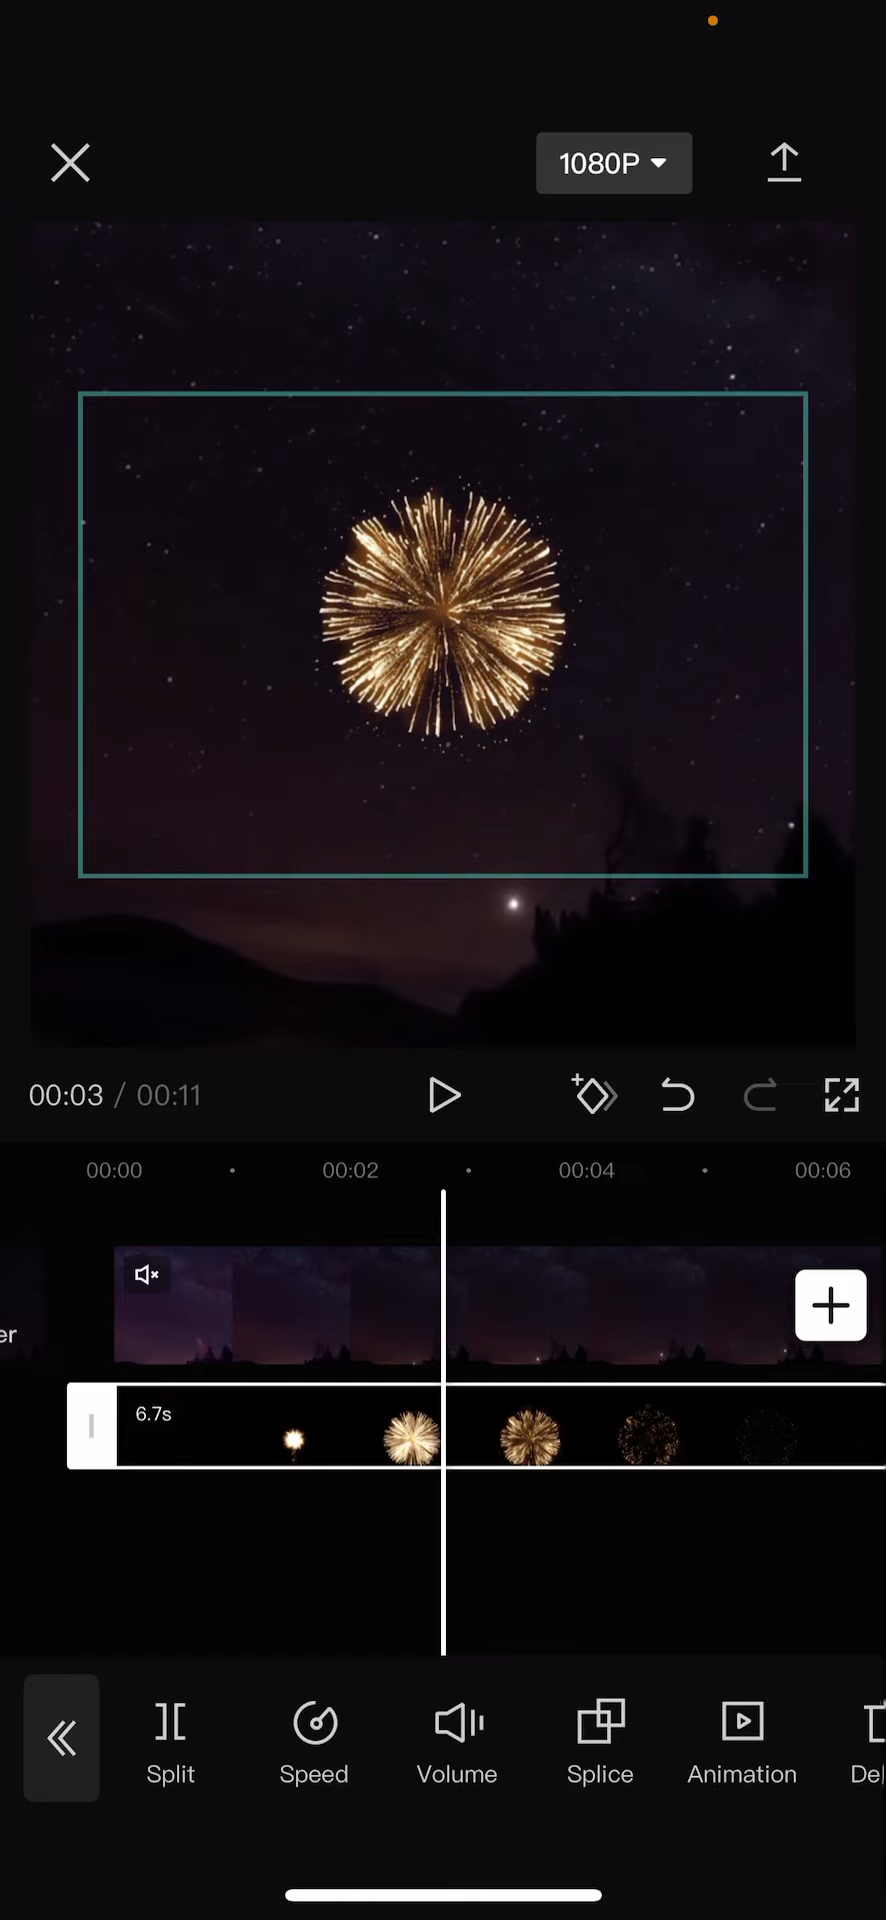 1080P
00:03 / 00:11
00:00 00:02 00:04 00:06
er
6.7s
Split Speed Volume Splice Animation Del